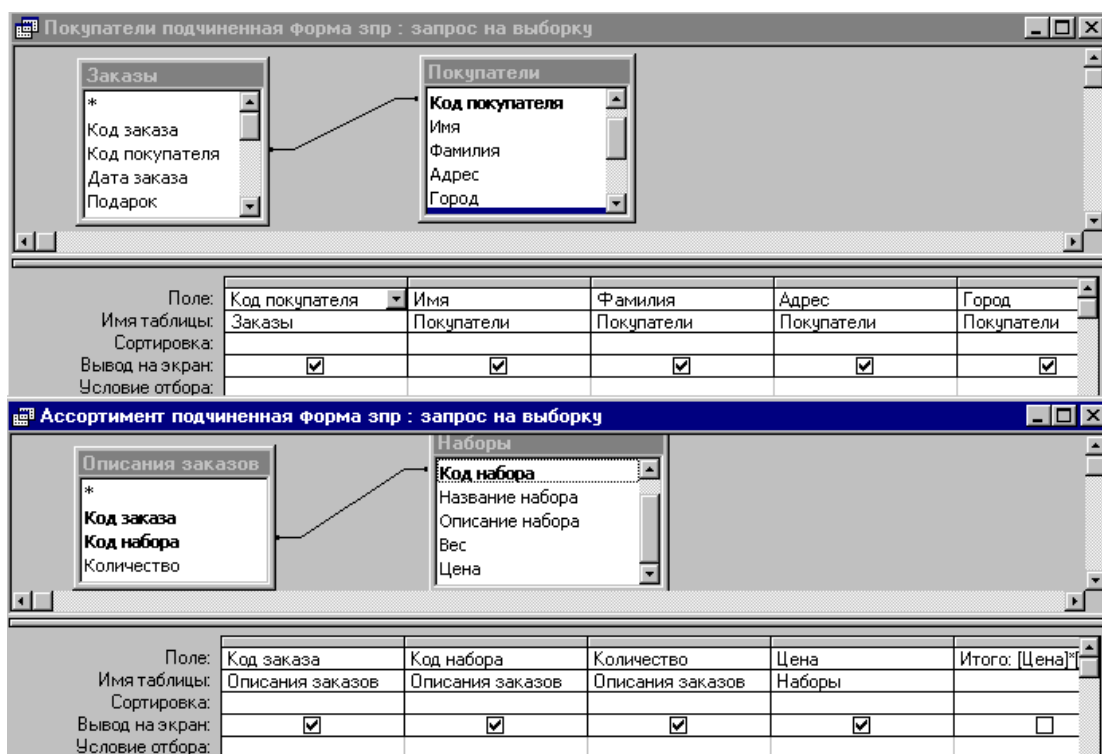 Покупатели подчиненная форма зпр : запрос на выборку
Заказы
*
Код заказа
Код покупателя
Дата заказа
Подарок
Покупатели
Код покупателя
Имя
Фамилия
Адрес
Город
Поле: Код покупателя Имя Фамилия Адрес Город
Имя таблицы: Заказы Покупатели Покупатели Покупатели Покупатели
Сортировка:
Вывод на экран:
Условие отбора:
Ассортимент подчиненная форма зпр : запрос на выборку
Описания заказов
*
Код заказа
Код набора
Количество
Наборы
Код набора
Название набора
Описание набора
Вес
Цена
Поле: Код заказа Код набора Количество Цена Итого: [Цена]*[
Имя таблицы: Описания заказов Описания заказов Описания заказов Наборы
Сортировка:
Вывод на экран:
Условие отбора: